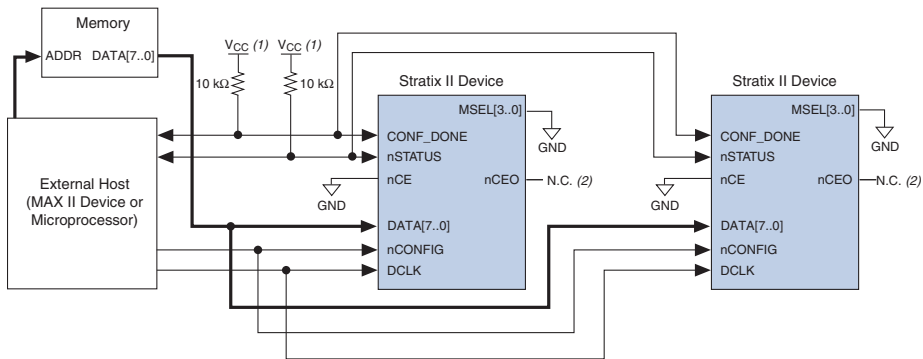 Memory
ADDR DATA[7..0]
VCC (1)
VCC (1)
10 kΩ
10 kΩ
Stratix II Device
Stratix II Device
MSEL[3..0]
MSEL[3..0]
GND
GND
CONF_DONE
CONF_DONE
nSTATUS
nSTATUS
External Host
(MAX II Device or
Microprocessor)
nCE
nCEO
N.C. (2)
nCE
nCEO
N.C. (2)
GND
GND
DATA[7..0]
DATA[7..0]
nCONFIG
nCONFIG
DCLK
DCLK